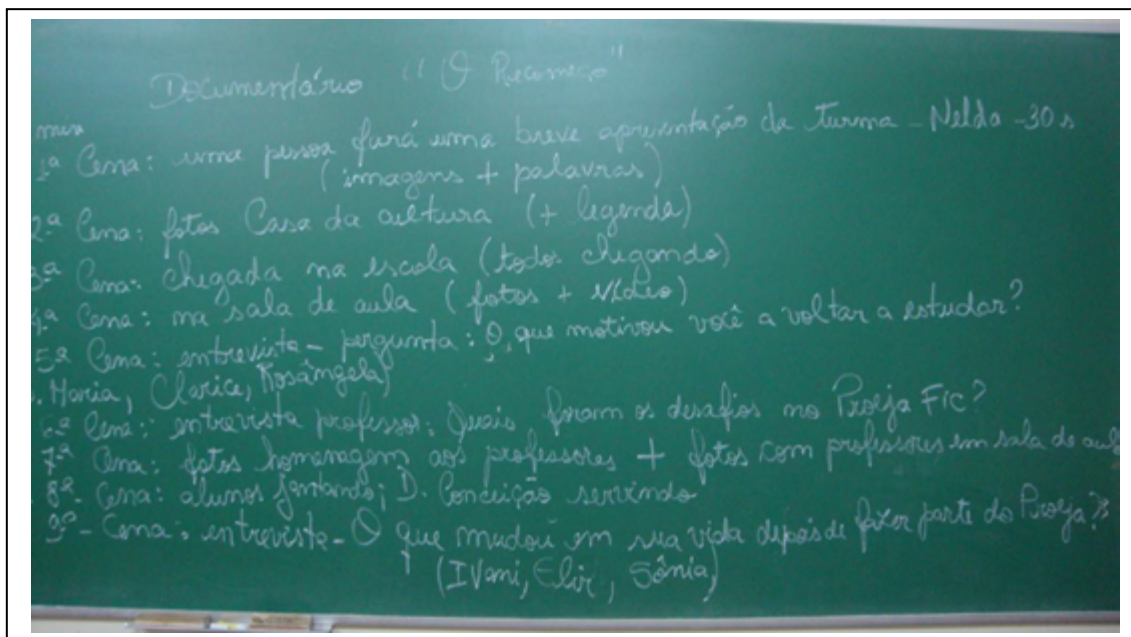 Documentário "O Recomeço"
min
1ª Cena: uma pessoa fará uma breve apresentação da turma - Nelda - 30 s
(imagens + palavras)
2ª Cena: fotos Casa da cultura (+ legenda)
3ª Cena: chegada na escola (todos chegando)
4ª Cena: na sala de aula (fotos + vídeo)
5ª Cena: entrevista - pergunta: O que motivou você a voltar a estudar?
Maria, Clarice, Rosângela)
6ª Cena: entrevista professor: Quais foram os desafios no Proeja FIC?
7ª Cena: fotos homenagem aos professores + fotos com professores em sala de aula
8ª - Cena: alunos jantando; D. Conceição servindo
9ª - Cena: entrevista - O que mudou em sua vida depois de fazer parte do Proeja?
(IVani, Elir, Sônia)